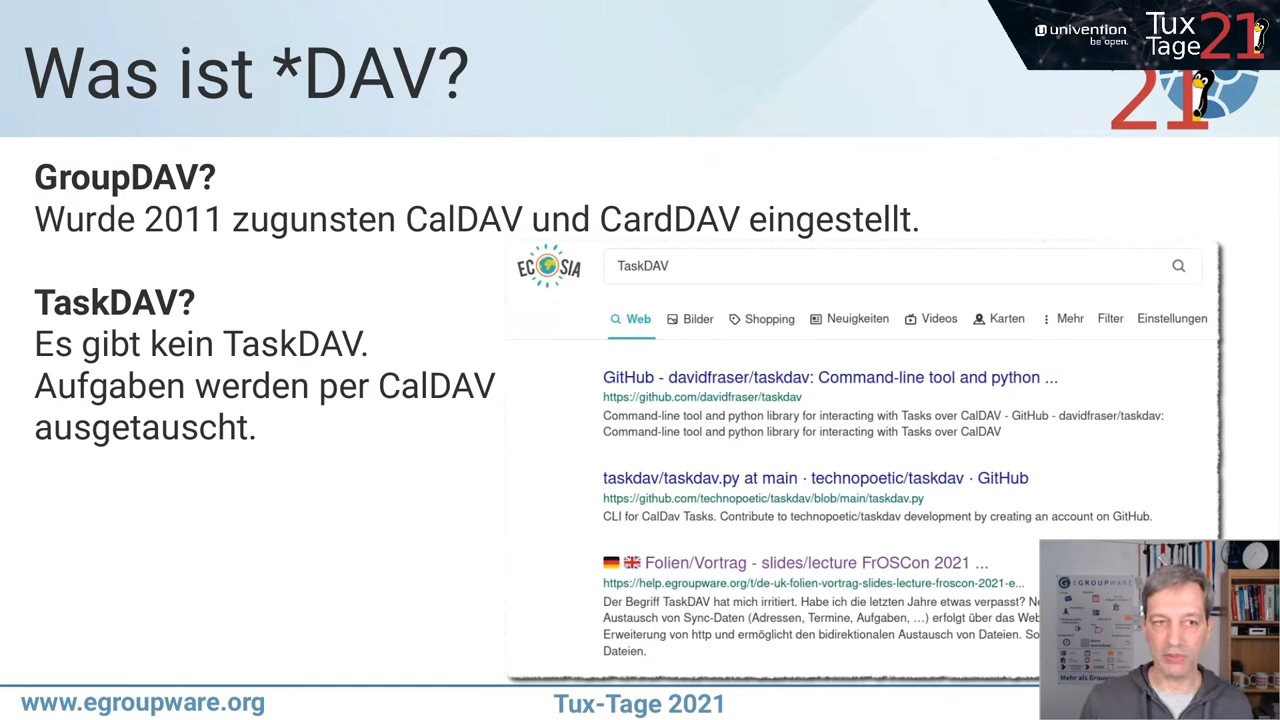 Was ist *DAV?
univention
be open.
Tux
Tage
21
21
GroupDAV?
Wurde 2011 zugunsten CalDAV und CardDAV eingestellt.
TaskDAV?
Es gibt kein TaskDAV.
Aufgaben werden per CalDAV
ausgetauscht.
ECOSIA
TaskDAV
Web Bilder Shopping Neuigkeiten Videos Karten Mehr Filter Einstellungen
GitHub - davidfraser/taskdav: Command-line tool and python ...
https://github.com/davidfraser/taskdav
Command-line tool and python library for interacting with Tasks over CalDAV - GitHub - davidfraser/taskdav:
Command-line tool and python library for interacting with Tasks over CalDAV
taskdav/taskdav.py at main · technopoetic/taskdav · GitHub
https://github.com/technopoetic/taskdav/blob/main/taskdav.py
CLI for CalDav Tasks. Contribute to technopoetic/taskdav development by creating an account on GitHub.
Folien/Vortrag - slides/lecture FrOSCon 2021 ...
https://help.egroupware.org/t/de-uk-folien-vortrag-slides-lecture-froscon-2021-e...
Der Begriff TaskDAV hat mich irritiert. Habe ich die letzten Jahre etwas verpasst?
Austausch von Sync-Daten (Adressen, Termine, Aufgaben, ...) erfolgt über das Web
Erweiterung von http und ermöglicht den bidirektionalen Austausch von Dateien. So
Dateien.
EGROUPWARE
Mehr als Group
www.egroupware.org
Tux-Tage 2021